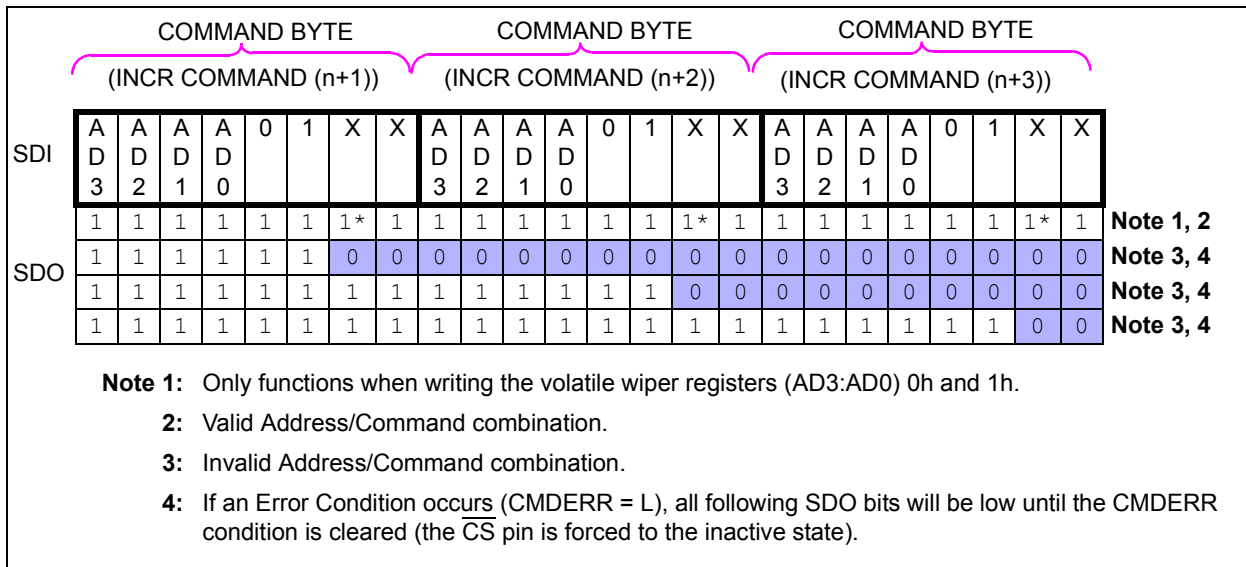 COMMAND BYTE COMMAND BYTE COMMAND BYTE
(INCR COMMAND (n+1)) (INCR COMMAND (n+2)) (INCR COMMAND (n+3))
SDI
A A A A 0 1 X X A A A A 0 1 X X A A A A 0 1 X X
D D D D D D D D D D D D
3 2 1 0 3 2 1 0 3 2 1 0
SDO
1 1 1 1 1 1 1* 1 1 1 1 1 1 1 1* 1 1 1 1 1 1 1 1* 1 Note 1, 2
1 1 1 1 1 1 0 0 0 0 0 0 0 0 0 0 0 0 0 0 0 0 0 0 Note 3, 4
1 1 1 1 1 1 1 1 1 1 1 1 1 1 0 0 0 0 0 0 0 0 0 0 Note 3, 4
1 1 1 1 1 1 1 1 1 1 1 1 1 1 1 1 1 1 1 1 1 1 0 0 Note 3, 4
Note 1: Only functions when writing the volatile wiper registers (AD3:AD0) 0h and 1h.
2: Valid Address/Command combination.
3: Invalid Address/Command combination.
4: If an Error Condition occurs (CMDERR = L), all following SDO bits will be low until the CMDERR
condition is cleared (the C̅S̅ pin is forced to the inactive state).